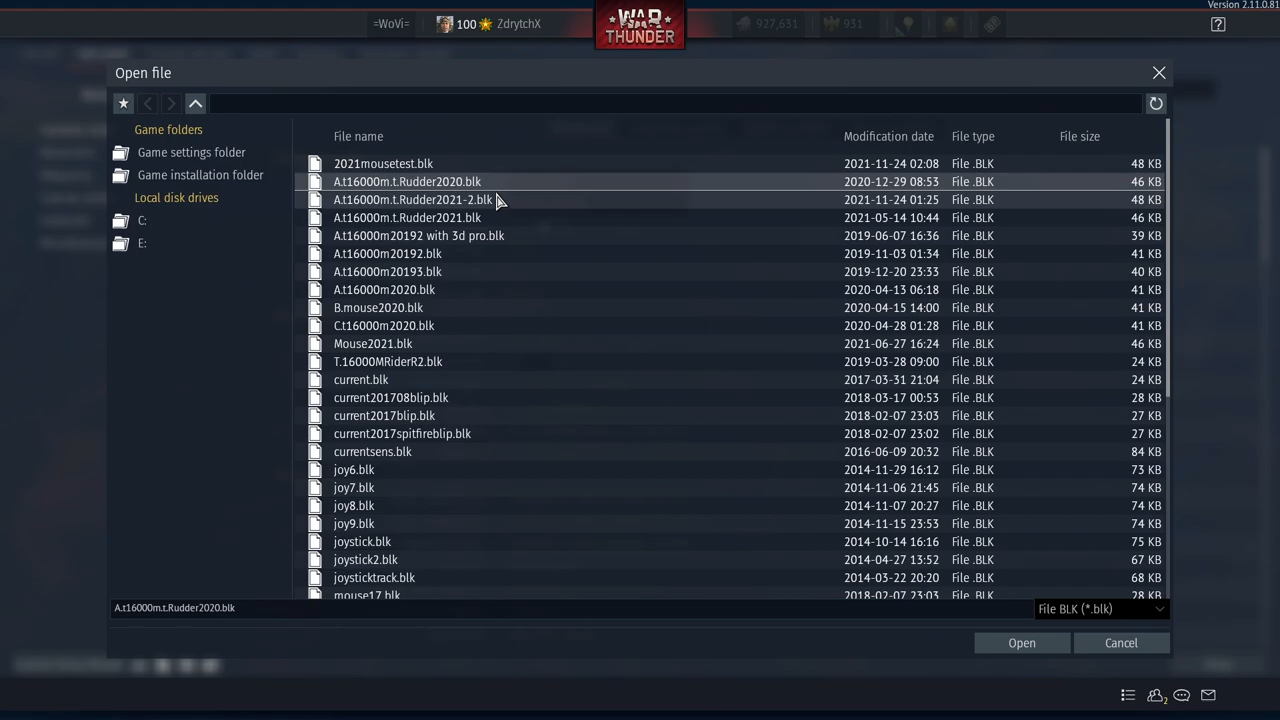 Version 2.11.0.81
=WoVi=
100 ZdrytchX
WAR THUNDER
927,631
931
?
Open file
Game folders
Game settings folder
Game installation folder
Local disk drives
C:
E:
File name Modification date File type File size
2021mousetest.blk 2021-11-24 02:08 File .BLK 48 KB
A.t16000m.t.Rudder2020.blk 2020-12-29 08:53 File .BLK 46 KB
A.t16000m.t.Rudder2021-2.blk 2021-11-24 01:25 File .BLK 48 KB
A.t16000m.t.Rudder2021.blk 2021-05-14 10:44 File .BLK 46 KB
A.t16000m20192 with 3d pro.blk 2019-06-07 16:36 File .BLK 39 KB
A.t16000m20192.blk 2019-11-03 01:34 File .BLK 41 KB
A.t16000m20193.blk 2019-12-20 23:33 File .BLK 40 KB
A.t16000m2020.blk 2020-04-13 06:18 File .BLK 41 KB
B.mouse2020.blk 2020-04-15 14:00 File .BLK 41 KB
C.t16000m2020.blk 2020-04-28 01:28 File .BLK 41 KB
Mouse2021.blk 2021-06-27 16:24 File .BLK 46 KB
T.16000MRiderR2.blk 2019-03-28 09:00 File .BLK 24 KB
current.blk 2017-03-31 21:04 File .BLK 24 KB
current201708blip.blk 2018-03-17 00:53 File .BLK 28 KB
current2017blip.blk 2018-02-07 23:03 File .BLK 27 KB
current2017spitfireblip.blk 2018-02-07 23:02 File .BLK 27 KB
currentsens.blk 2016-06-09 20:32 File .BLK 84 KB
joy6.blk 2014-11-29 16:12 File .BLK 73 KB
joy7.blk 2014-11-06 21:45 File .BLK 74 KB
joy8.blk 2014-11-07 20:27 File .BLK 74 KB
joy9.blk 2014-11-15 23:53 File .BLK 74 KB
joystick.blk 2014-10-14 16:16 File .BLK 75 KB
joystick2.blk 2014-04-27 13:52 File .BLK 67 KB
joysticktrack.blk 2014-03-22 20:20 File .BLK 68 KB
mouse17.blk 2018-02-07 23:03 File .BLK 28 KB
A.t16000m.t.Rudder2020.blk File BLK (*.blk)
Open Cancel
2